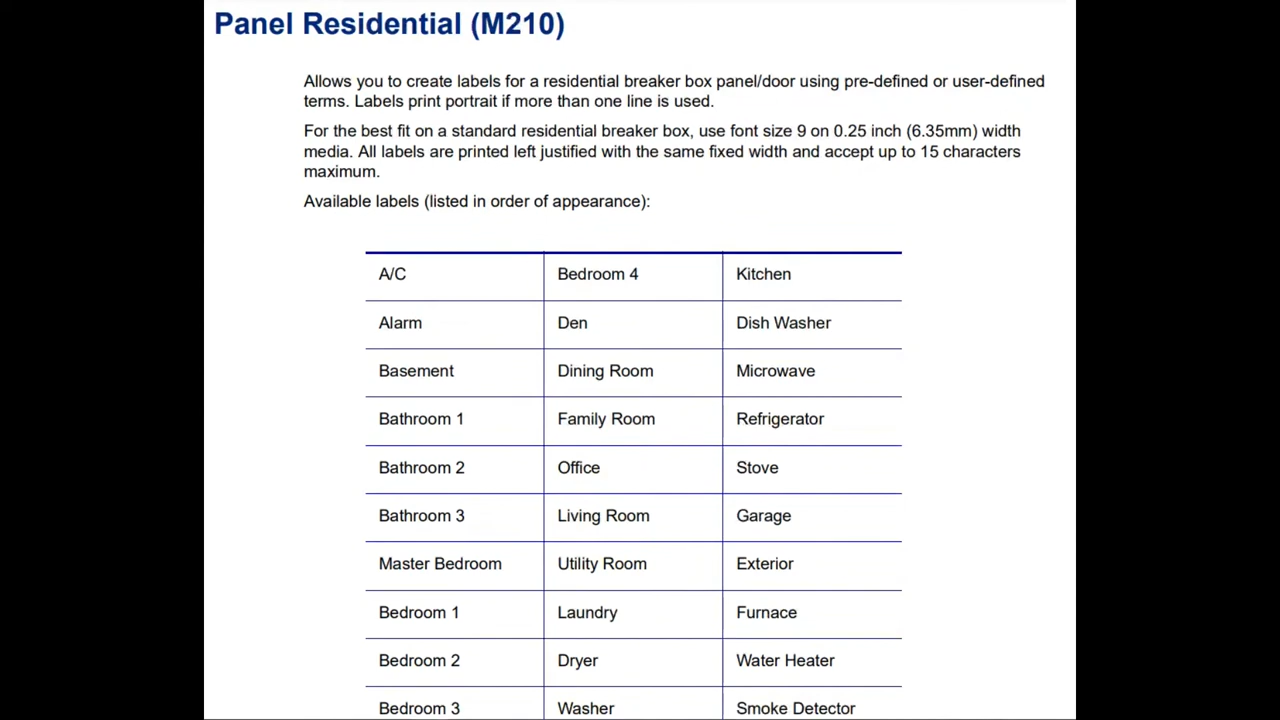 Panel Residential (M210)
Allows you to create labels for a residential breaker box panel/door using pre-defined or user-defined
terms. Labels print portrait if more than one line is used.
For the best fit on a standard residential breaker box, use font size 9 on 0.25 inch (6.35mm) width
media. All labels are printed left justified with the same fixed width and accept up to 15 characters
maximum.
Available labels (listed in order of appearance):
A/C Bedroom 4 Kitchen
Alarm Den Dish Washer
Basement Dining Room Microwave
Bathroom 1 Family Room Refrigerator
Bathroom 2 Office Stove
Bathroom 3 Living Room Garage
Master Bedroom Utility Room Exterior
Bedroom 1 Laundry Furnace
Bedroom 2 Dryer Water Heater
Bedroom 3 Washer Smoke Detector